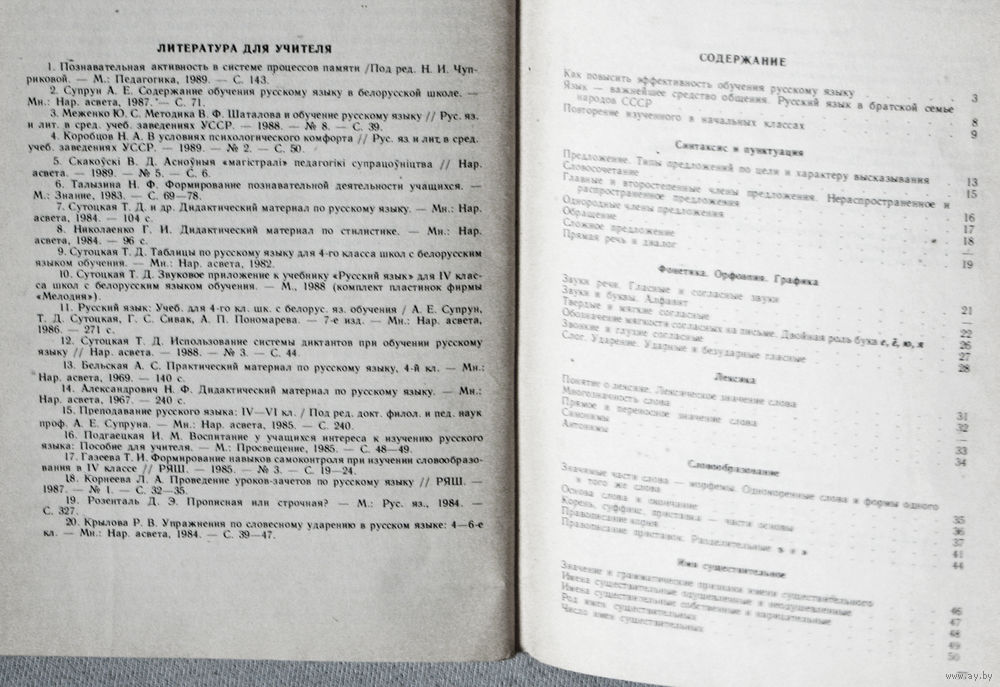 ЛИТЕРАТУРА ДЛЯ УЧИТЕЛЯ
1. Познавательная активность в системе процессов памяти /Под ред. Н. И. Чуп-
риковой. — М.: Педагогика, 1989. — С. 143.
2. Супрун А. Е. Содержание обучения русскому языку в белорусской школе. —
Мн.: Нар. асвета, 1987. — С. 71.
3. Меженко Ю. С. Методика В. Ф. Шаталова и обучение русскому языку // Рус. яз.
и лит. в сред. учеб. заведениях УССР. — 1988. — № 8. — С. 39.
4. Коробцов Н. А. В условиях психологического комфорта // Рус. яз и лит. в сред.
учеб. заведениях УССР. — 1989. — № 2. — С. 50.
5. Скакоўскі В. Д. Асноўныя «магістралі» педагогікі супрацоўніцтва // Нар.
асвета. — 1989. — № 5. — С. 6.
6. Талызина Н. Ф. Формирование познавательной деятельности учащихся. —
М.: Знание, 1983. — С. 69—78.
7. Сутоцкая Т. Д. и др. Дидактический материал по русскому языку. — Мн.: Нар.
асвета, 1984. — 104 с.
8. Николаенко Г. И. Дидактический материал по стилистике. — Мн.: Нар.
асвета, 1984. — 96 с.
9. Сутоцкая Т. Д. Таблицы по русскому языку для 4-го класса школ с белорусским
языком обучения. — Мн.: Нар. асвета, 1982.
10. Сутоцкая Т. Д. Звуковое приложение к учебнику «Русский язык» для IV клас-
са школ с белорусским языком обучения. — М., 1988 (комплект пластинок фирмы
«Мелодия»).
11. Русский язык: Учеб. для 4-го кл. шк. с белорус. яз. обучения / А. Е. Супрун,
Т. Д. Сутоцкая, Г. С. Сивак, А. П. Пономарева. — 7-е изд. — Мн.: Нар. асвета,
1986. — 271 с.
12. Сутоцкая Т. Д. Использование системы диктантов при обучении русскому
языку // Нар. асвета. — 1988. — № 3. — С. 44.
13. Бельская А. С. Практический материал по русскому языку, 4-й кл. — Мн.:
Нар. асвета, 1969. — 140 с.
14. Александрович Н. Ф. Дидактический материал по русскому языку. — Мн.:
Нар. асвета, 1967. — 240 с.
15. Преподавание русского языка: IV—VI кл. / Под ред. докт. филол. и пед. наук
проф. А. Е. Супруна. — Мн.: Нар. асвета, 1985. — С. 240.
16. Подгаецкая И. М. Воспитание у учащихся интереса к изучению русского
языка: Пособие для учителя. — М.: Просвещение, 1985. — С. 48—49.
17. Газеева Т. И. Формирование навыков самоконтроля при изучении словообразо-
вания в IV классе // РЯШ. — 1985. — № 3. — С. 19—24.
18. Корнеева Л. А. Проведение уроков-зачетов по русскому языку // РЯШ. —
1987. — № 1. — С. 32—35.
19. Розенталь Д. Э. Прописная или строчная? — М.: Рус. яз., 1984. —
С. 327.
20. Крылова Р. В. Упражнения по словесному ударению в русском языке: 4—6-е
кл. — Мн.: Нар. асвета, 1984. — С. 39—47.
СОДЕРЖАНИЕ
Как повысить эффективность обучения русскому языку 3
Язык — важнейшее средство общения. Русский язык в братской семье
народов СССР 8
Повторение изученного в начальных классах 9
Синтаксис и пунктуация
Предложение. Типы предложений по цели и характеру высказывания 13
Словосочетание 15
Главные и второстепенные члены предложения. Нераспространенное и
распространенное предложения 16
Однородные члены предложения 17
Обращение 18
Сложное предложение —
Прямая речь и диалог 19
Фонетика. Орфоэпия. Графика
Звуки речи. Гласные и согласные звуки 21
Звуки и буквы. Алфавит —
Твердые и мягкие согласные 22
Обозначение мягкости согласных на письме. Двойная роль букв е, ё, ю, я 26
Звонкие и глухие согласные 27
Слог. Ударение. Ударные и безударные гласные 28
Лексика
Понятие о лексике. Лексическое значение слова 31
Многозначность слова 32
Прямое и переносное значение слова —
Синонимы 33
Антонимы 34
Словообразование
Значимые части слова — морфемы. Однокоренные слова и формы одного
и того же слова 35
Основа слова и окончание 36
Корень, суффикс, приставка — части основы 37
Правописание корня 41
Правописание приставок. Разделительные ъ и ь 44
Имя существительное
Значение и грамматические признаки имени существительного 46
Имена существительные одушевленные и неодушевленные 47
Имена существительные собственные и нарицательные 48
Род имен существительных 49
Число имен существительных 50
www.ay.by